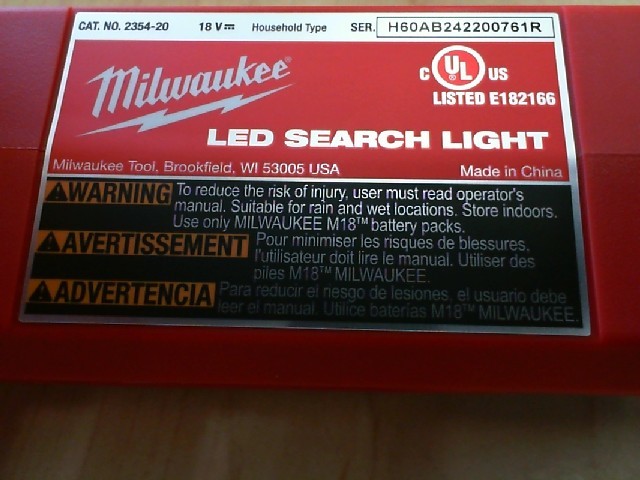 CAT. NO. 2354-20 18 V Household Type SER. H60AB242200761R
Milwaukee®
C UL US
LISTED E182166
LED SEARCH LIGHT
Milwaukee Tool, Brookfield, WI 53005 USA Made in China
WARNING To reduce the risk of injury, user must read operator's
manual. Suitable for rain and wet locations. Store indoors.
Use only MILWAUKEE M18™ battery packs.
AVERTISSEMENT Pour minimiser les risques de blessures,
l'utilisateur doit lire le manual. Utiliser des
piles M18™ MILWAUKEE.
ADVERTENCIA Para reducir el riesgo de lesiones, el usuario debe
leer el manual. Utilice baterías M18™ MILWAUKEE.